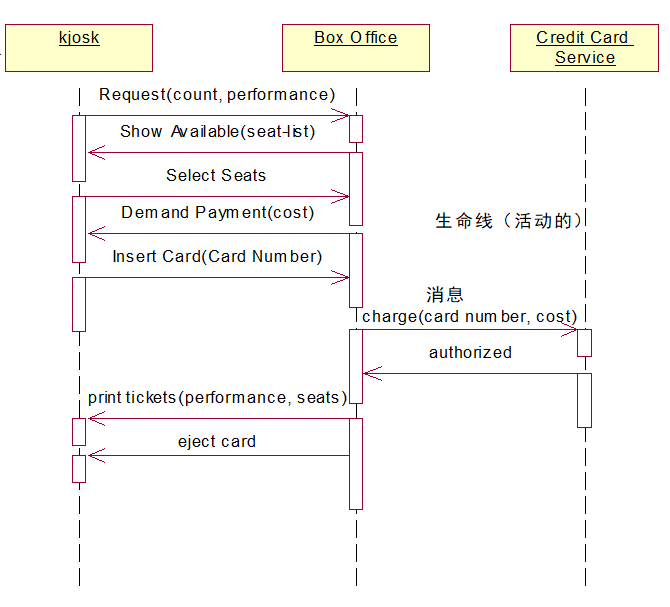 kjosk
Box Office
Credit Card
Service
Request(count, performance)
Show Available(seat-list)
Select Seats
Demand Payment(cost)
生命线（活动的）
Insert Card(Card Number)
消息
charge(card number, cost)
authorized
print tickets(performance, seats)
eject card